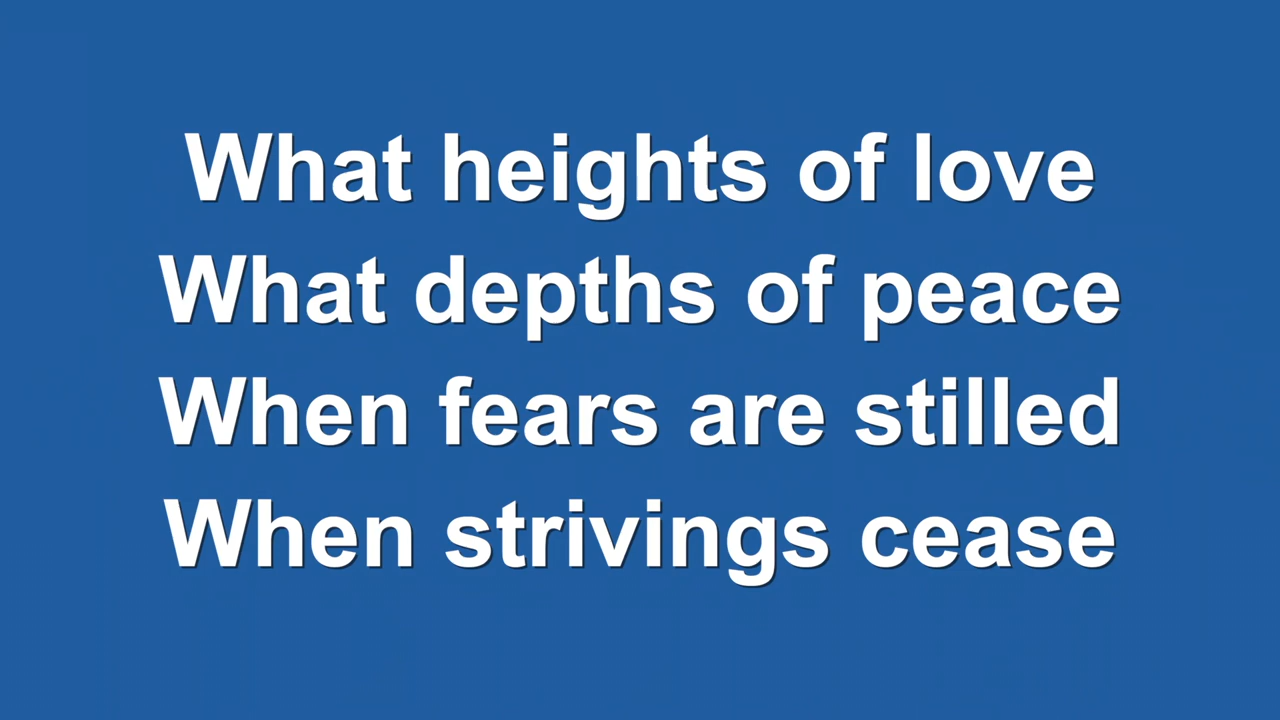 What heights of love
What depths of peace
When fears are stilled
When strivings cease